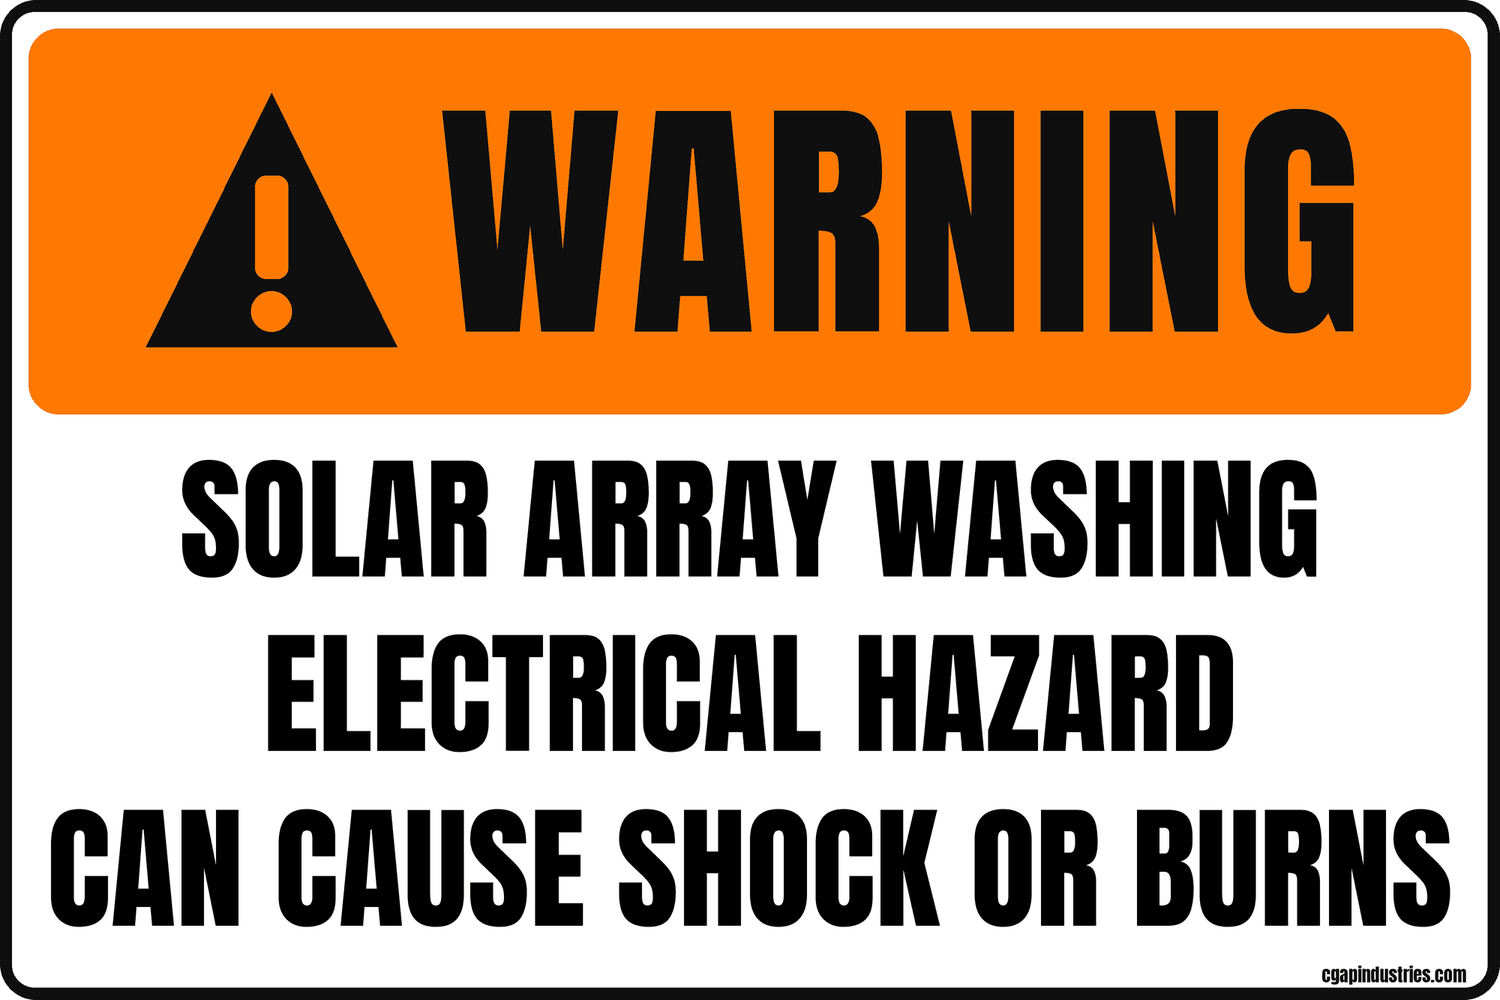 WARNING
SOLAR ARRAY WASHING
ELECTRICAL HAZARD
CAN CAUSE SHOCK OR BURNS
cgapindustries.com